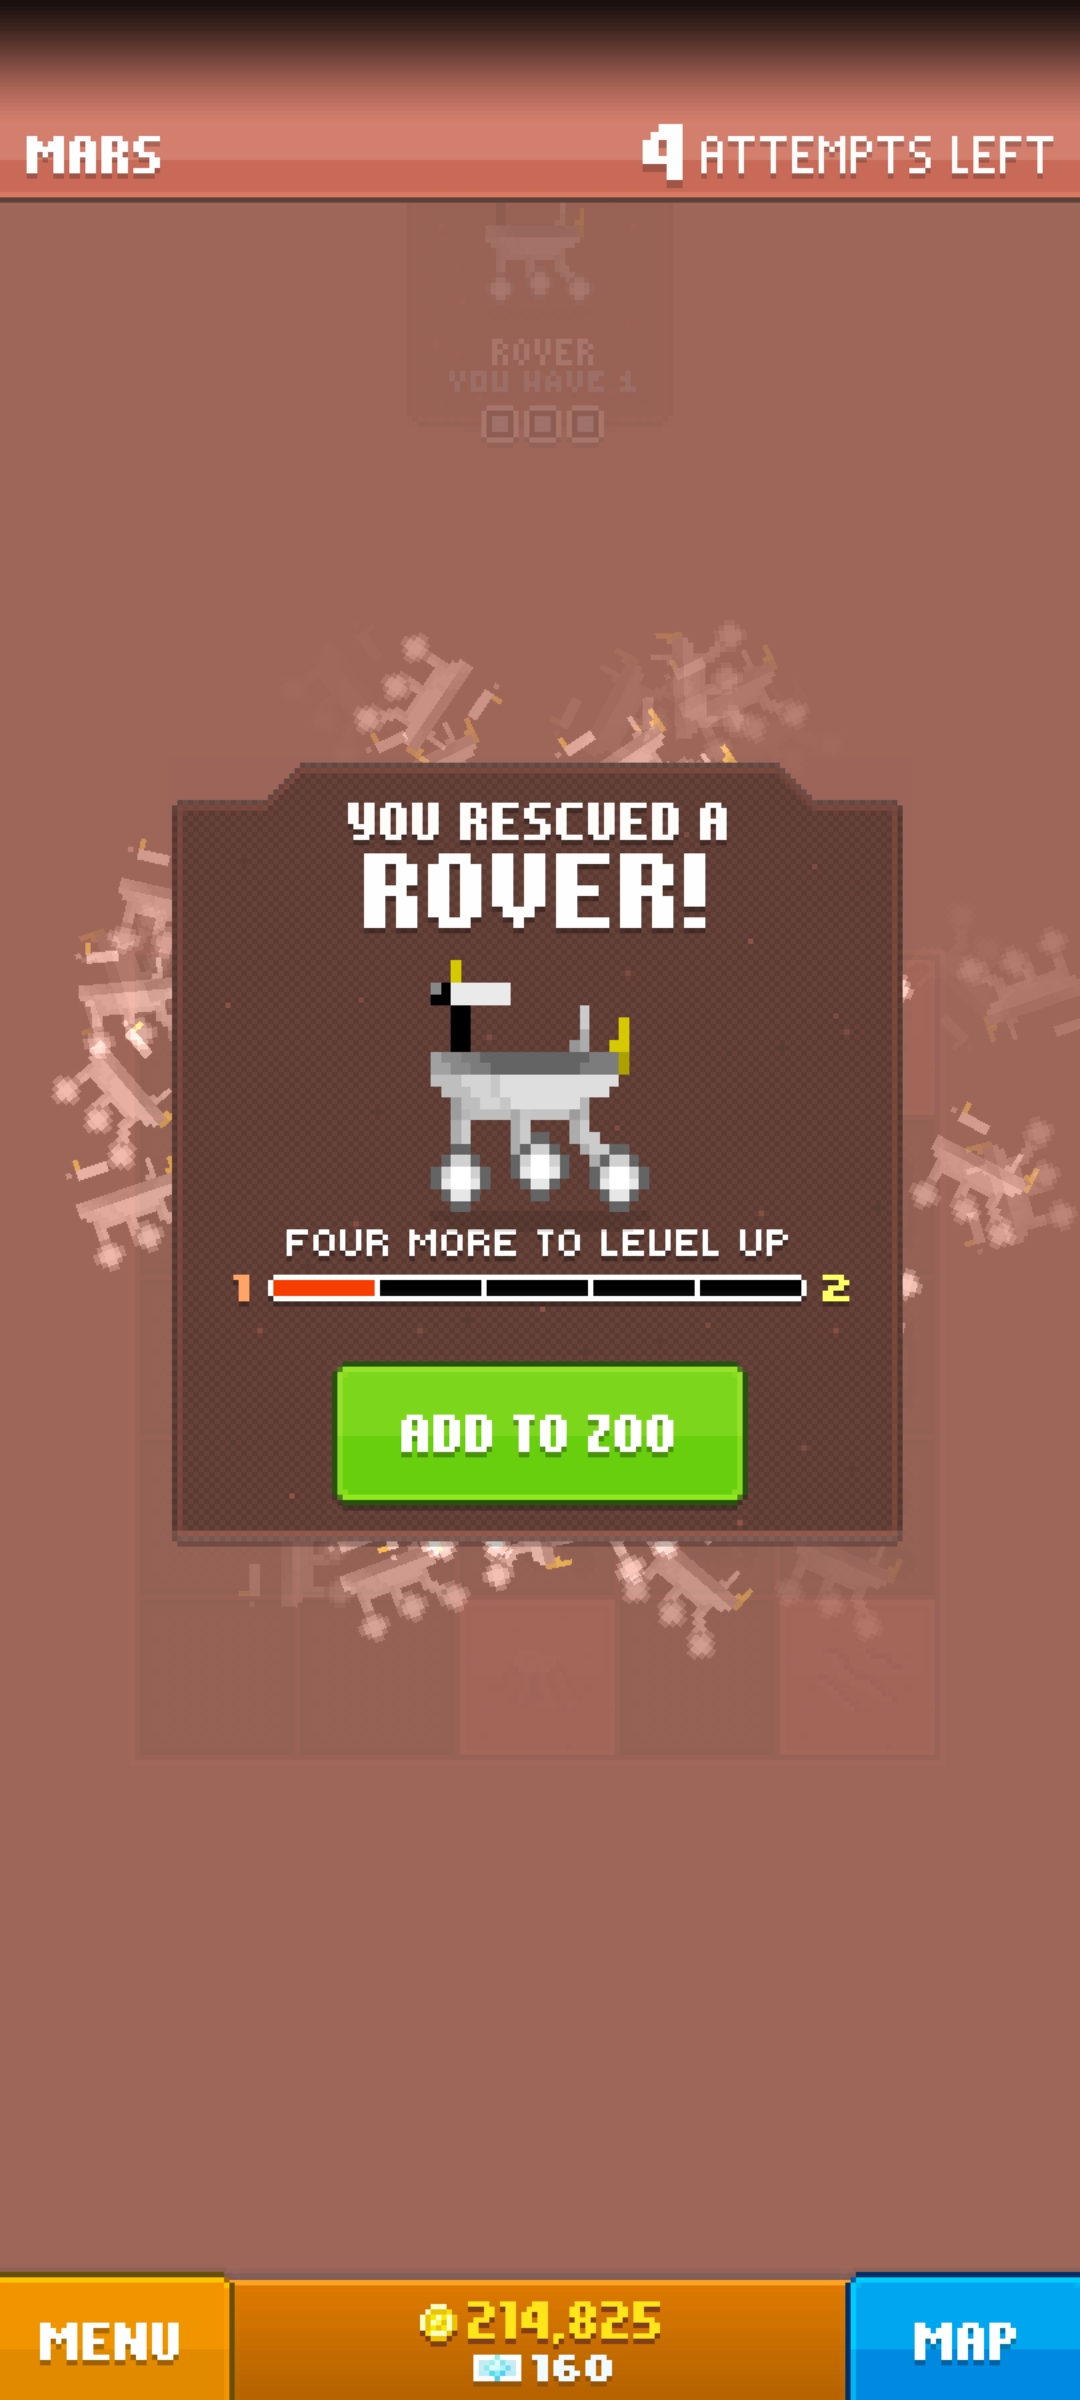 MARS
4 ATTEMPTS LEFT
ROVER
YOU HAVE 1
YOU RESCUED A
ROVER!
FOUR MORE TO LEVEL UP
1 2
ADD TO ZOO
MENU
214,825
160
MAP